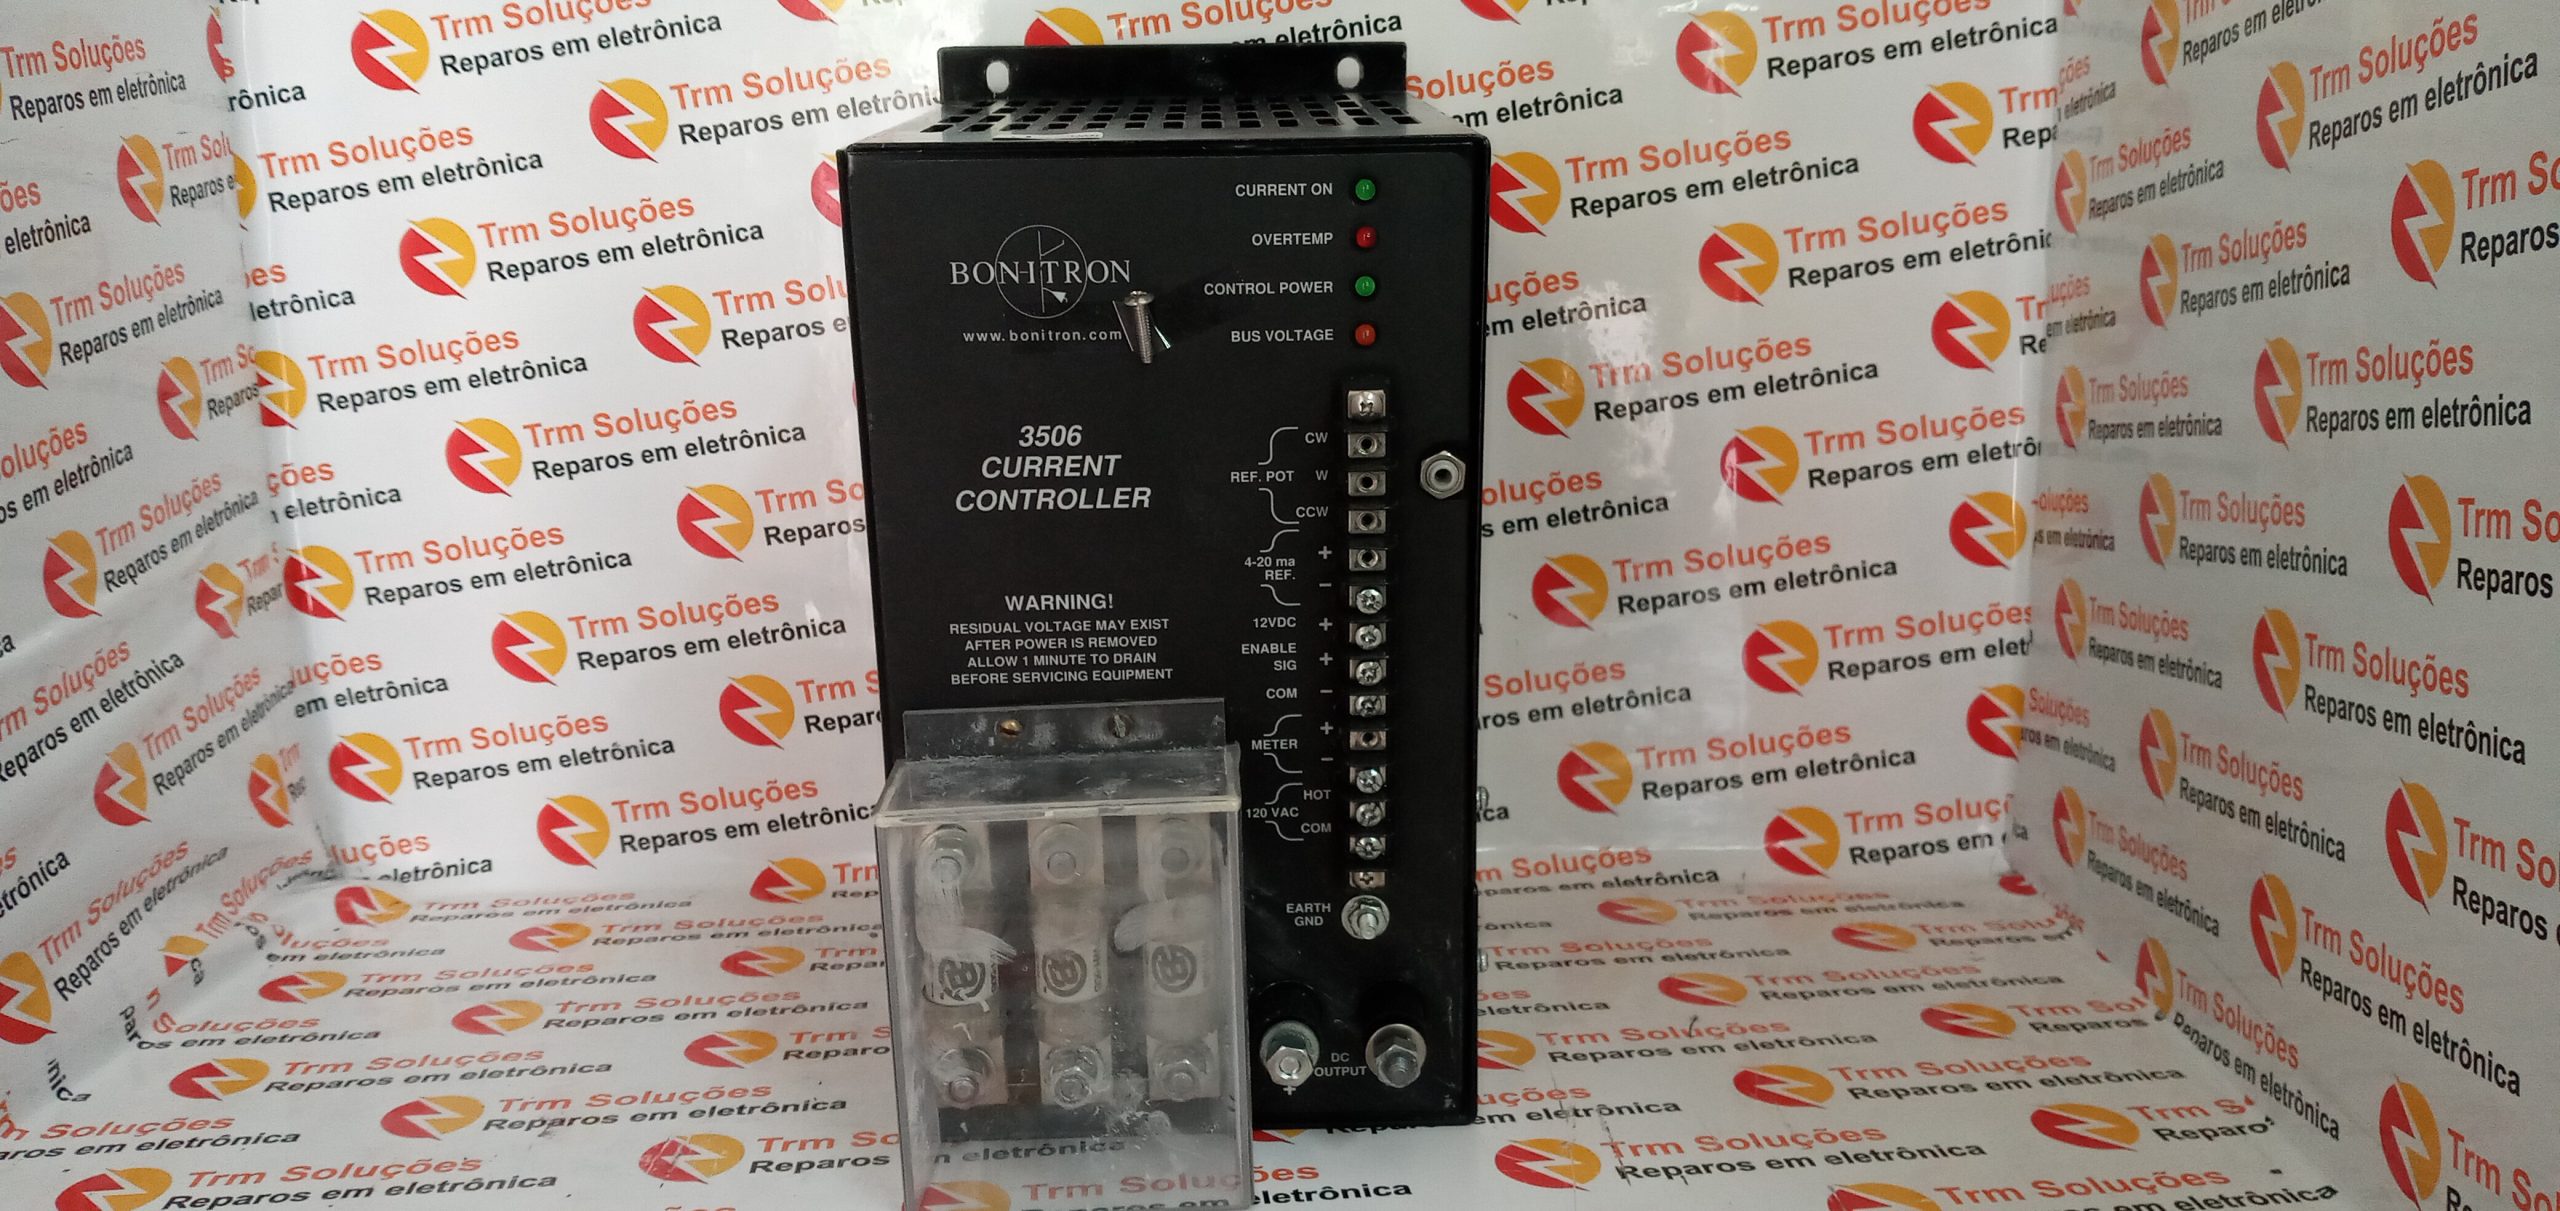 Trm Soluções
Reparos em eletrônica
BONITRON
www.bonitron.com
3506
CURRENT
CONTROLLER
WARNING!
RESIDUAL VOLTAGE MAY EXIST
AFTER POWER IS REMOVED
ALLOW 1 MINUTE TO DRAIN
BEFORE SERVICING EQUIPMENT
CURRENT ON
OVERTEMP
CONTROL POWER
BUS VOLTAGE
CW
REF. POT W
CCW
4-20 ma +
REF. -
12VDC +
ENABLE
SIG +
COM -
+
METER
-
HOT
120 VAC
COM
EARTH
GND
DC
OUTPUT
+